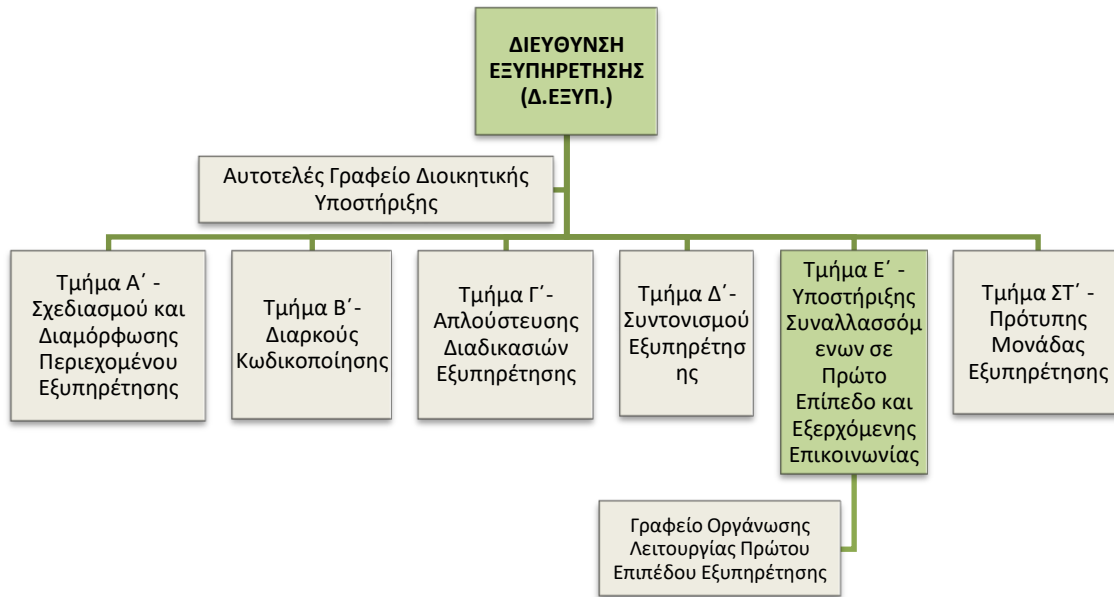 ΔΙΕΥΘΥΝΣΗ
ΕΞΥΠΗΡΕΤΗΣΗΣ
(Δ.ΕΞΥΠ.)
Αυτοτελές Γραφείο Διοικητικής
Υποστήριξης
Τμήμα Α΄ -
Σχεδιασμού και
Διαμόρφωσης
Περιεχομένου
Εξυπηρέτησης
Τμήμα Β΄-
Διαρκούς
Κωδικοποίησης
Τμήμα Γ΄-
Απλούστευσης
Διαδικασιών
Εξυπηρέτησης
Τμήμα Δ΄-
Συντονισμού
Εξυπηρέτησ
ης
Τμήμα Ε΄ -
Υποστήριξης
Συναλλασσόμ
ενων σε
Πρώτο
Επίπεδο και
Εξερχόμενης
Επικοινωνίας
Τμήμα ΣΤ΄ -
Πρότυπης
Μονάδας
Εξυπηρέτησης
Γραφείο Οργάνωσης
Λειτουργίας Πρώτου
Επιπέδου Εξυπηρέτησης